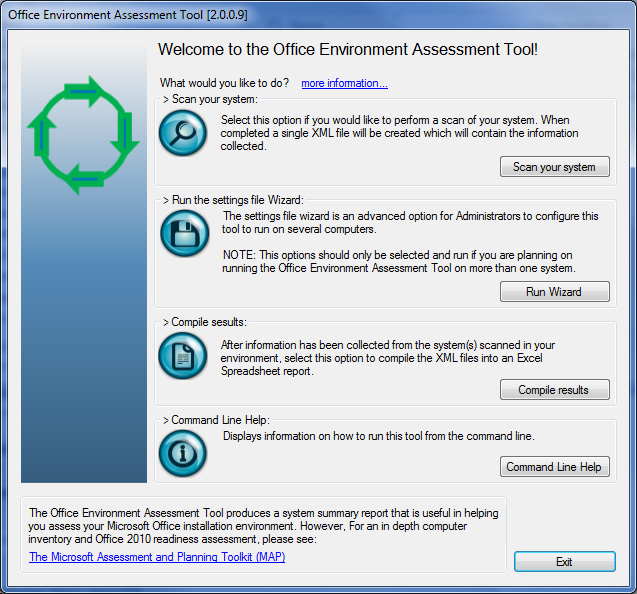 Office Environment Assessment Tool [2.0.0.9]
Welcome to the Office Environment Assessment Tool!
What would you like to do? more information...
> Scan your system:
Select this option if you would like to perform a scan of your system. When
completed a single XML file will be created which will contain the information
collected.
Scan your system
> Run the settings file Wizard:
The settings file wizard is an advanced option for Administrators to configure this
tool to run on several computers.
NOTE: This options should only be selected and run if you are planning on
running the Office Environment Assessment Tool on more than one system.
Run Wizard
> Compile sesults:
After information has been collected from the system(s) scanned in your
environment, select this option to compile the XML files into an Excel
Spreadsheet report.
Compile results
> Command Line Help:
Displays information on how to run this tool from the command line.
Command Line Help
The Office Environment Assessment Tool produces a system summary report that is useful in helping
you assess your Microsoft Office installation environment. However, For an in depth computer
inventory and Office 2010 readiness assessment, please see:
The Microsoft Assessment and Planning Toolkit (MAP)
Exit